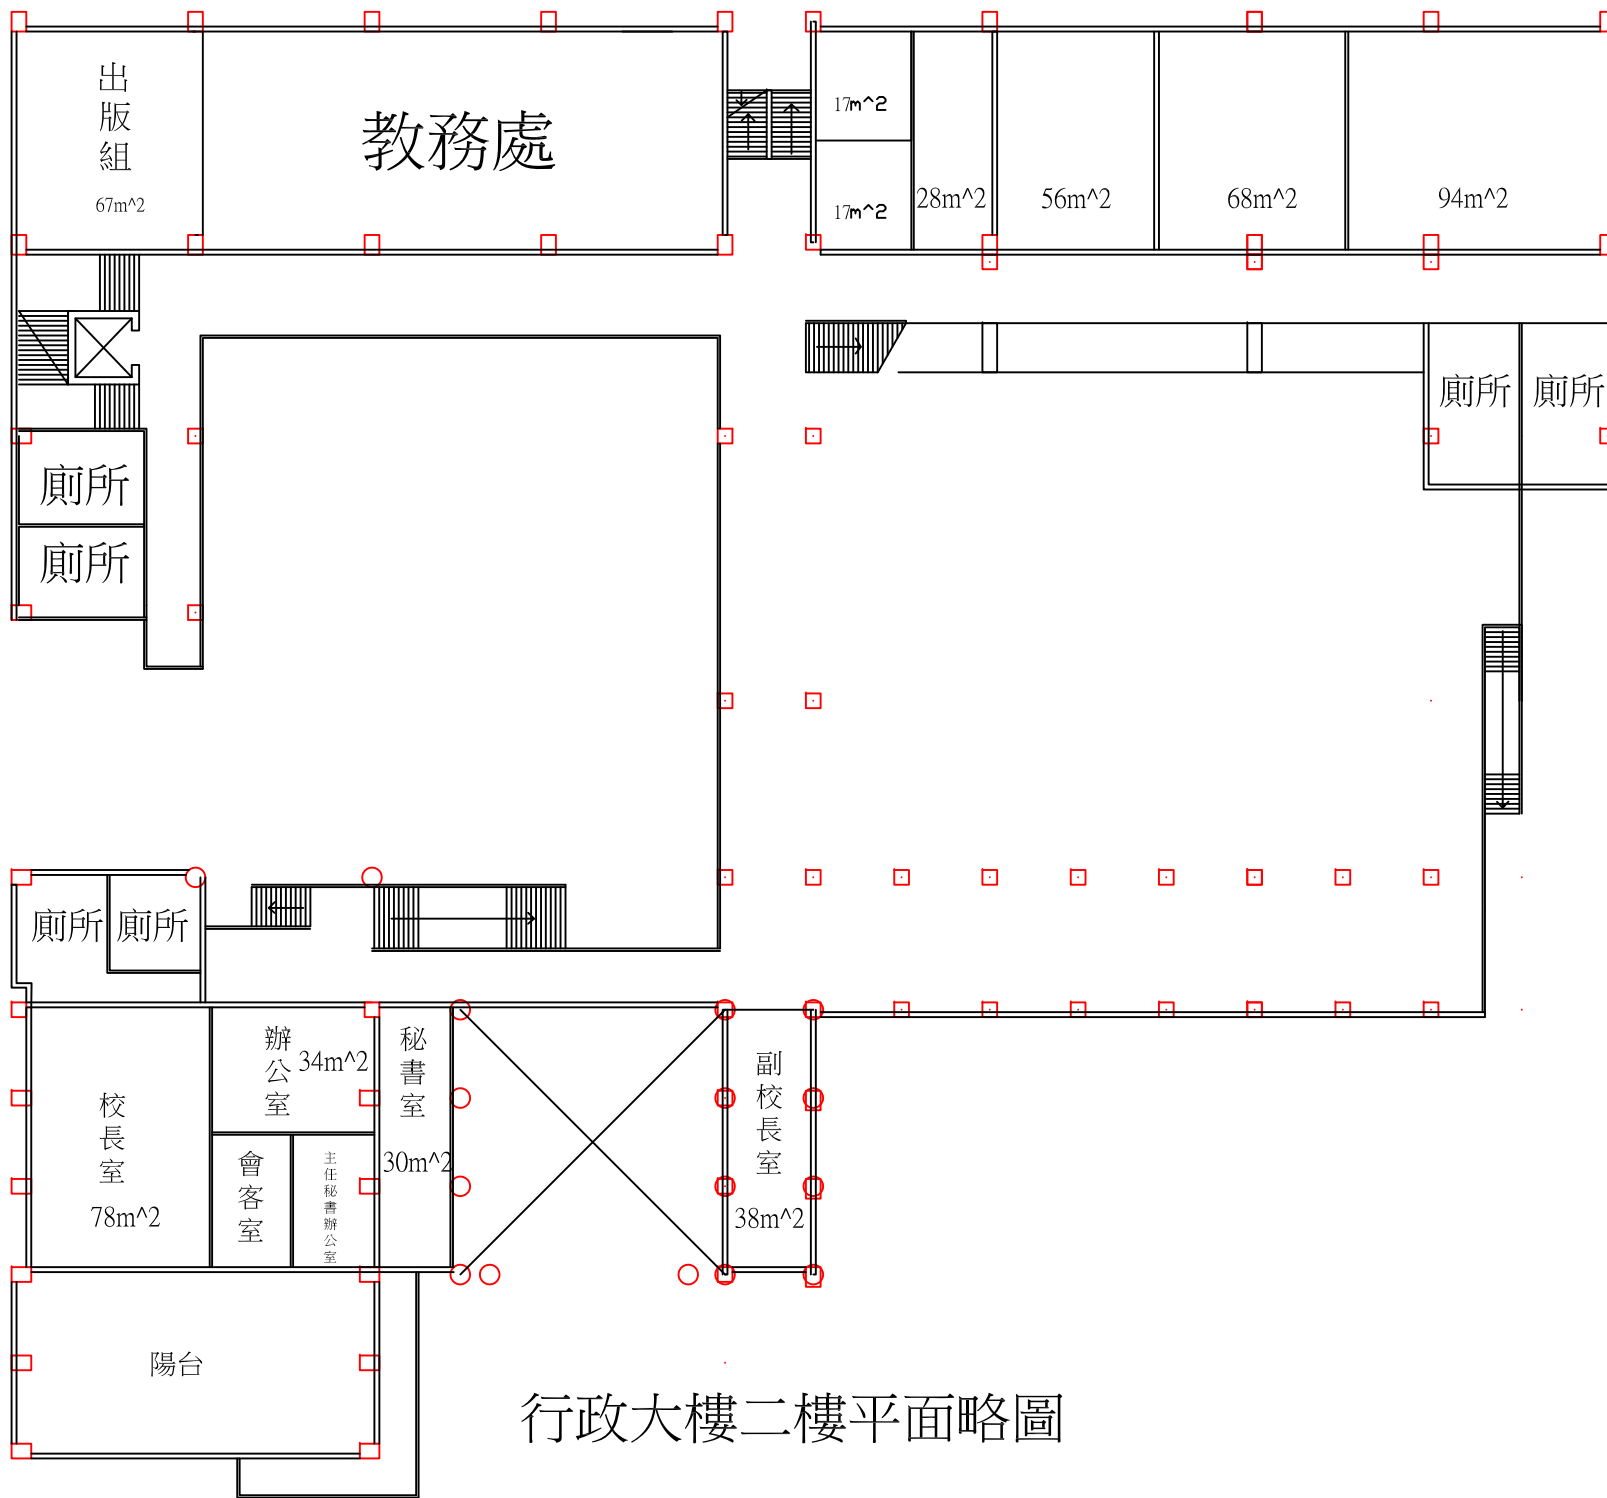 出版組
67m^2
教務處
17m^2
17m^2
28m^2
56m^2
68m^2
94m^2
廁所
廁所
廁所
廁所
廁所
廁所
辦公室
34m^2
秘書室
30m^2
校長室
78m^2
會客室
主任秘書辦公室
副校長室
38m^2
陽台
行政大樓二樓平面略圖